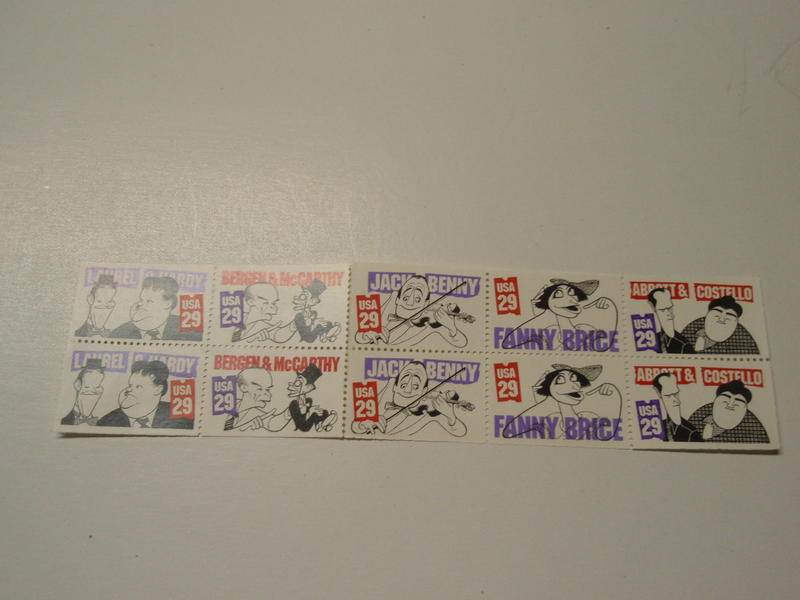 LAUREL & HARDY
USA
29
BERGEN & McCARTHY
USA
29
JACK BENNY
USA
29
USA
29
FANNY BRICE
ABBOTT & COSTELLO
USA
29
LAUREL & HARDY
USA
29
BERGEN & McCARTHY
USA
29
JACK BENNY
USA
29
USA
29
FANNY BRICE
ABBOTT & COSTELLO
USA
29